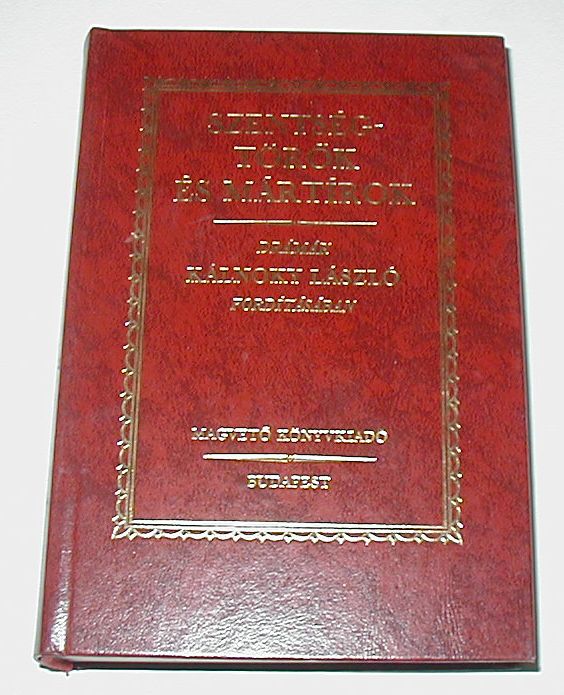 SZENTSÉG-
TÖRŐK
ÉS MÁRTÍROK
DRÁMÁK
KÁLNOKY LÁSZLÓ
FORDÍTÁSÁBAN
MAGVETŐ KÖNYVKIADÓ
BUDAPEST